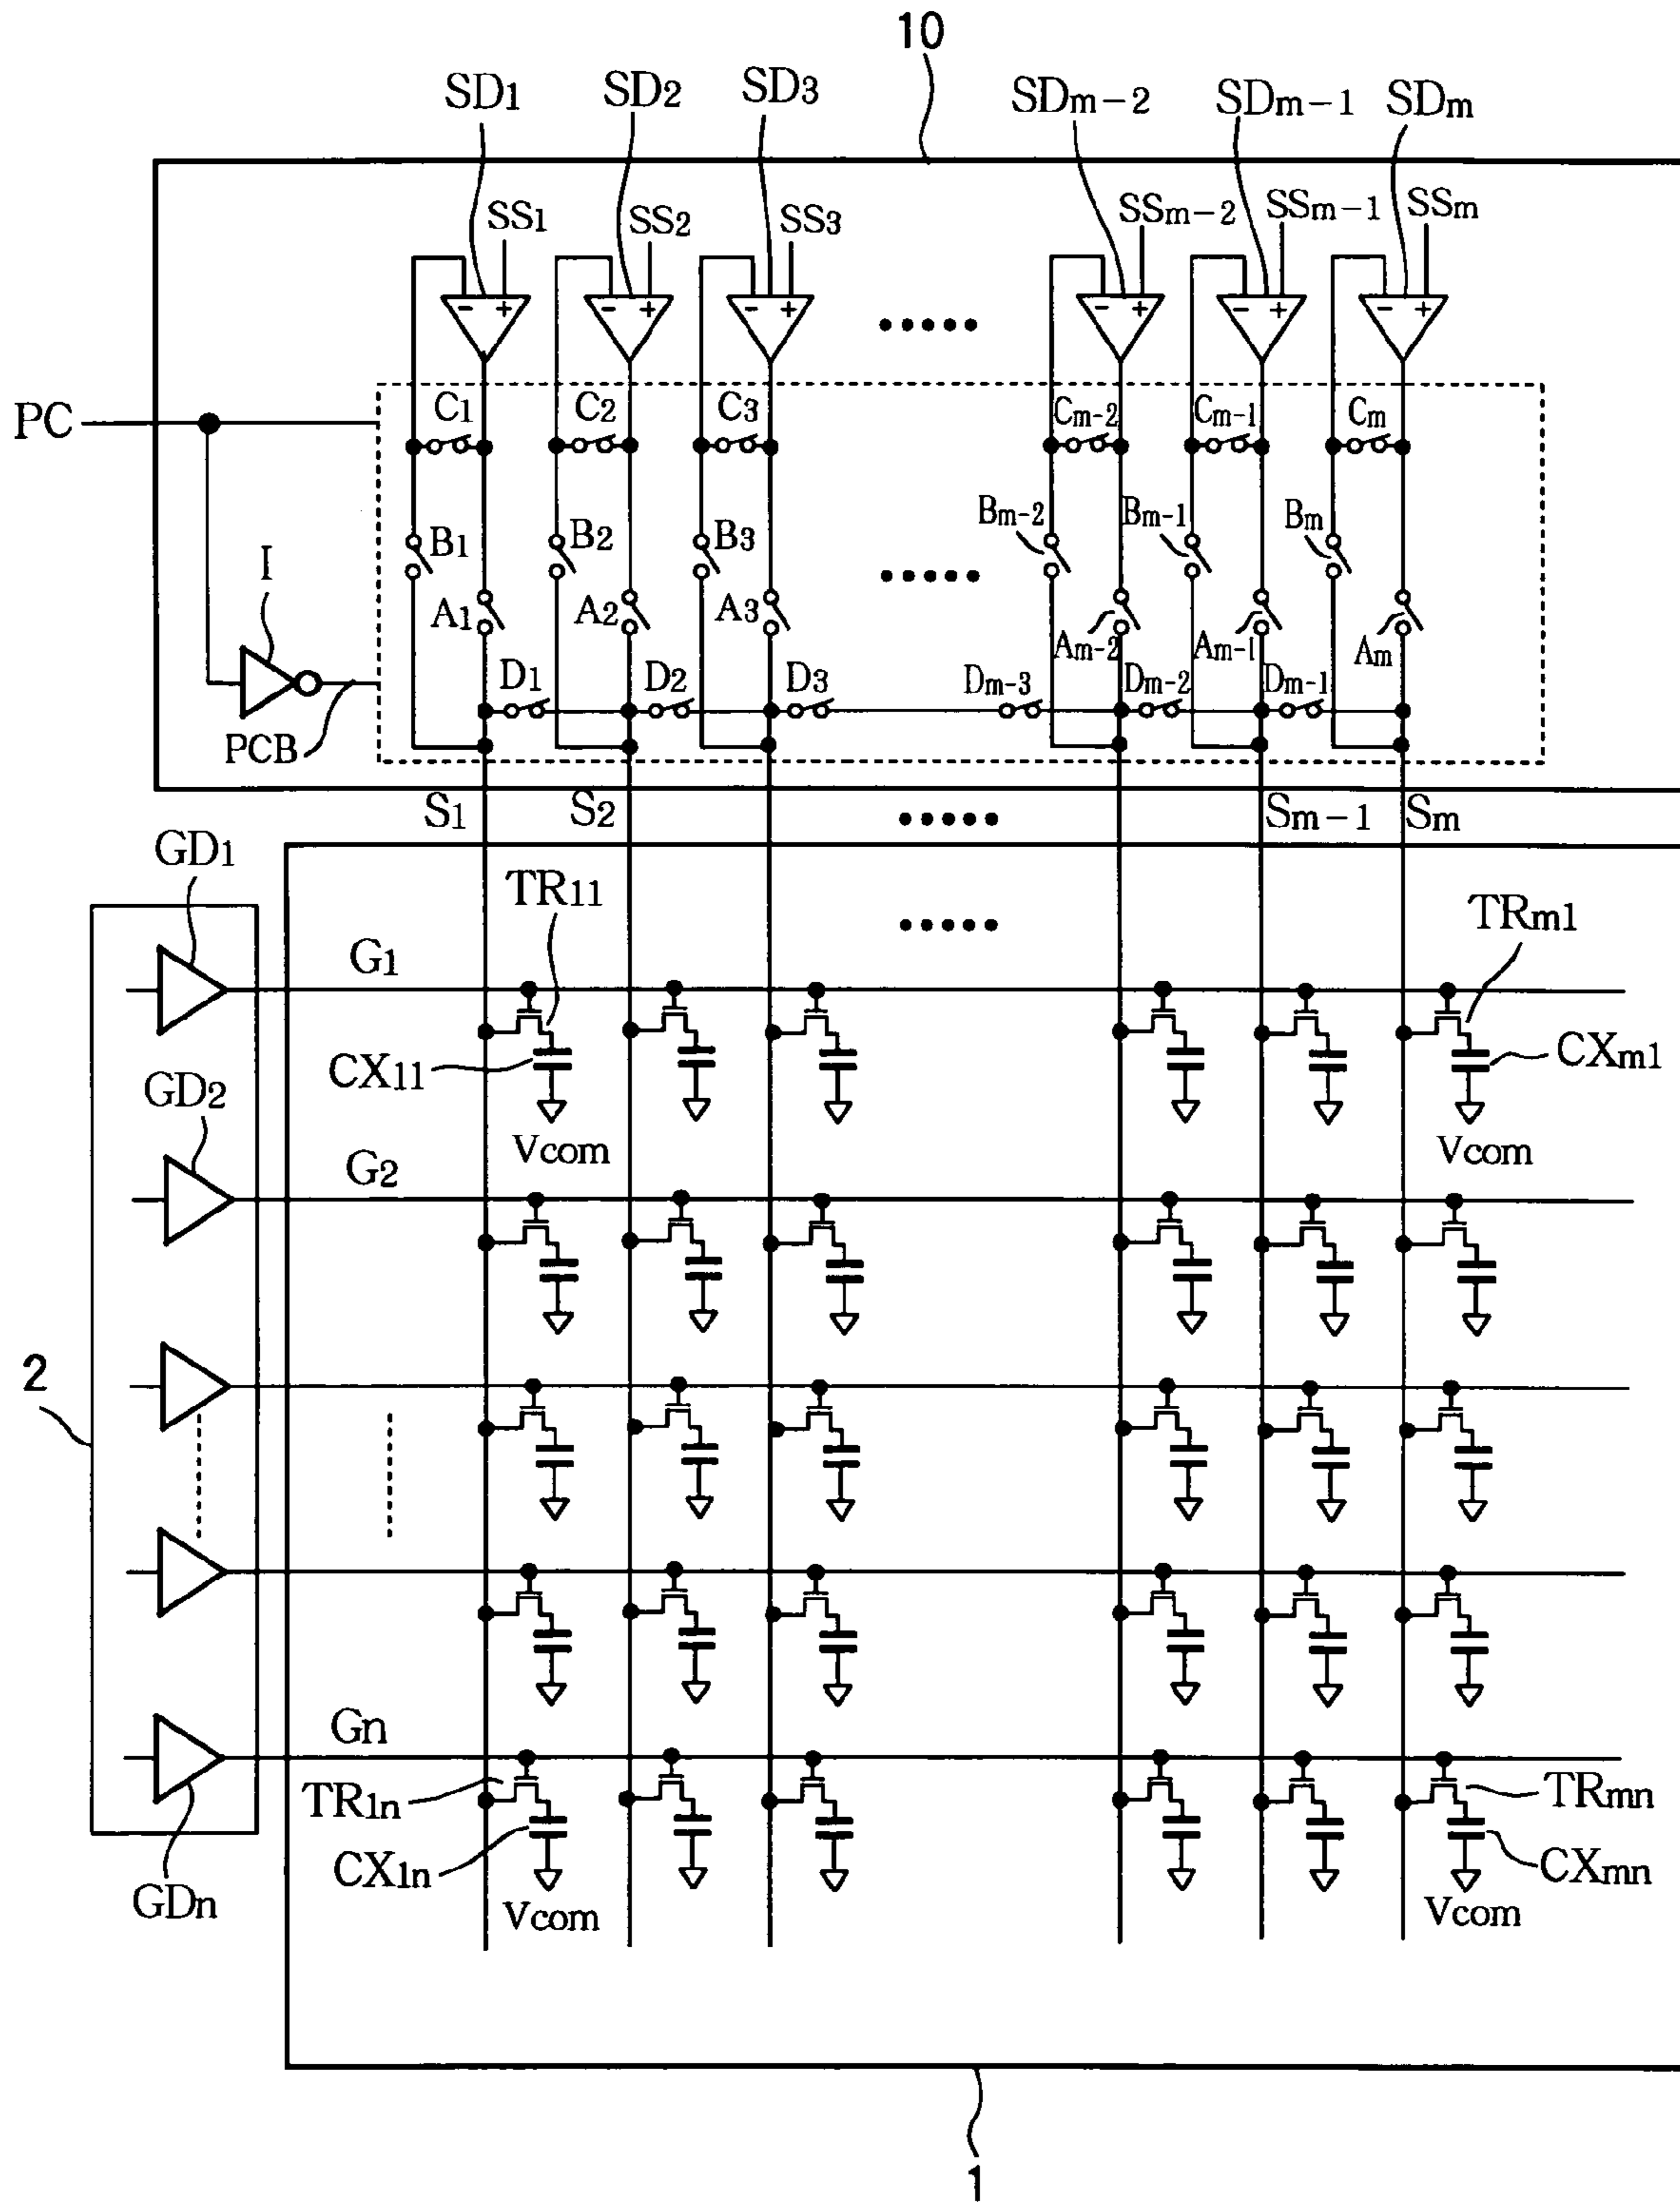 10
SD1 SD2 SD3 SDm-2 SDm-1 SDm
SS1 SS2 SS3 SSm-2 SSm-1 SSm
- + - + - + - + - + - +
PC
C1 C2 C3 Cm-2 Cm-1 Cm
B1 B2 B3 Bm-2 Bm-1 Bm
I
A1 A2 A3 Am-2 Am-1 Am
D1 D2 D3 Dm-3 Dm-2 Dm-1
PCB
S1 S2 Sm-1 Sm
GD1
TR11 TRm1
G1
CX11 CXm1
GD2
Vcom Vcom
G2
2
Gn
TR1n TRmn
CX1n CXmn
GDn
Vcom Vcom
1